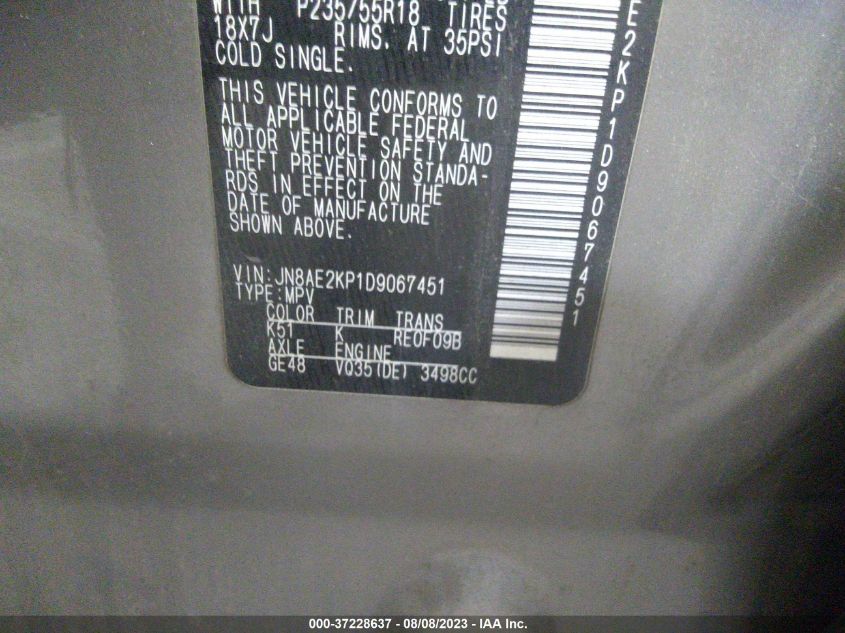 WITH P235/55R18 TIRES
18X7J RIMS. AT 35PSI
COLD SINGLE.
THIS VEHICLE CONFORMS TO
ALL APPLICABLE FEDERAL
MOTOR VEHICLE SAFETY AND
THEFT PREVENTION STANDA-
RDS IN EFFECT ON THE
DATE OF MANUFACTURE
SHOWN ABOVE.
VIN:JN8AE2KP1D9067451
TYPE:MPV
COLOR TRIM TRANS
K51 K RE0F09B
AXLE ENGINE
GE48 VQ35(DE) 3498CC
E2KP1D9067451
000-37228637 - 08/08/2023 - IAA Inc.